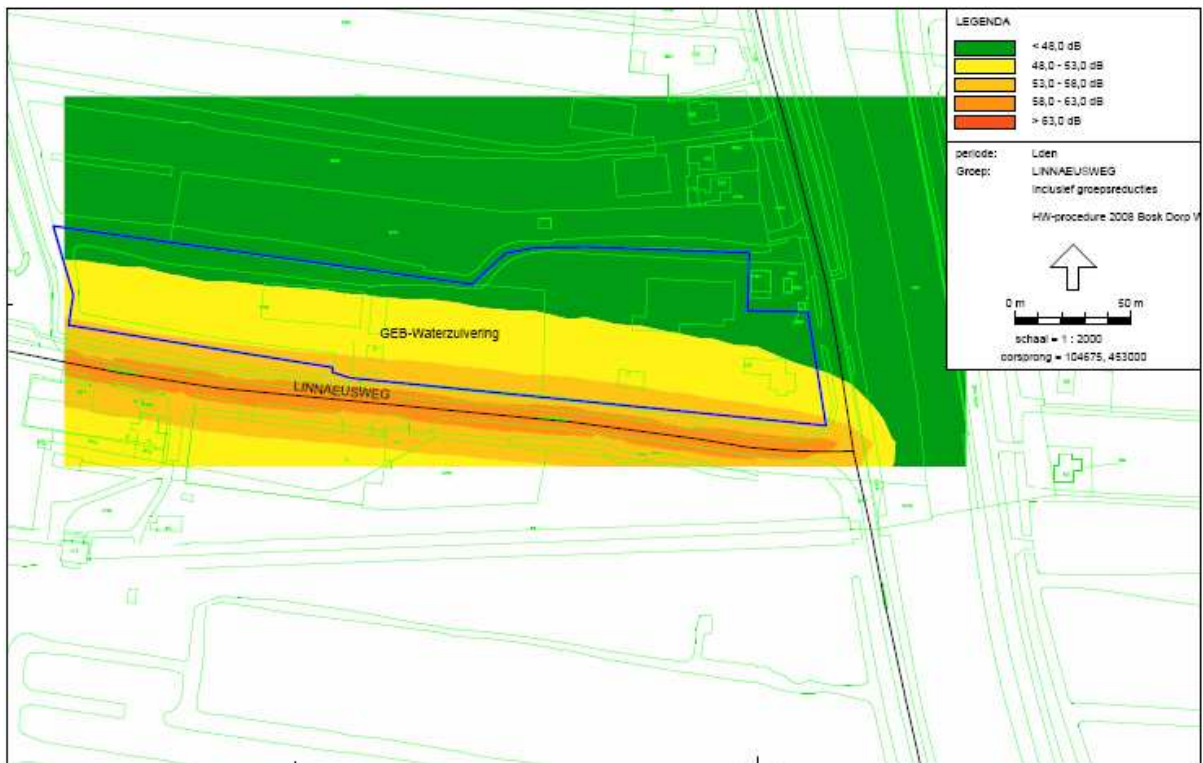 LEGENDA
< 48,0 dB
48,0 - 53,0 dB
53,0 - 58,0 dB
58,0 - 63,0 dB
> 63,0 dB
periode: Lden
Groep: LINNAEUSWEG
Inclusief groepsreducties
HW-procedure 2008 Bosk Dorp W
0 m 50 m
schaal = 1 : 2000
oorsprong = 104675, 453000
GEB-Waterzuivering
LINNAEUSWEG